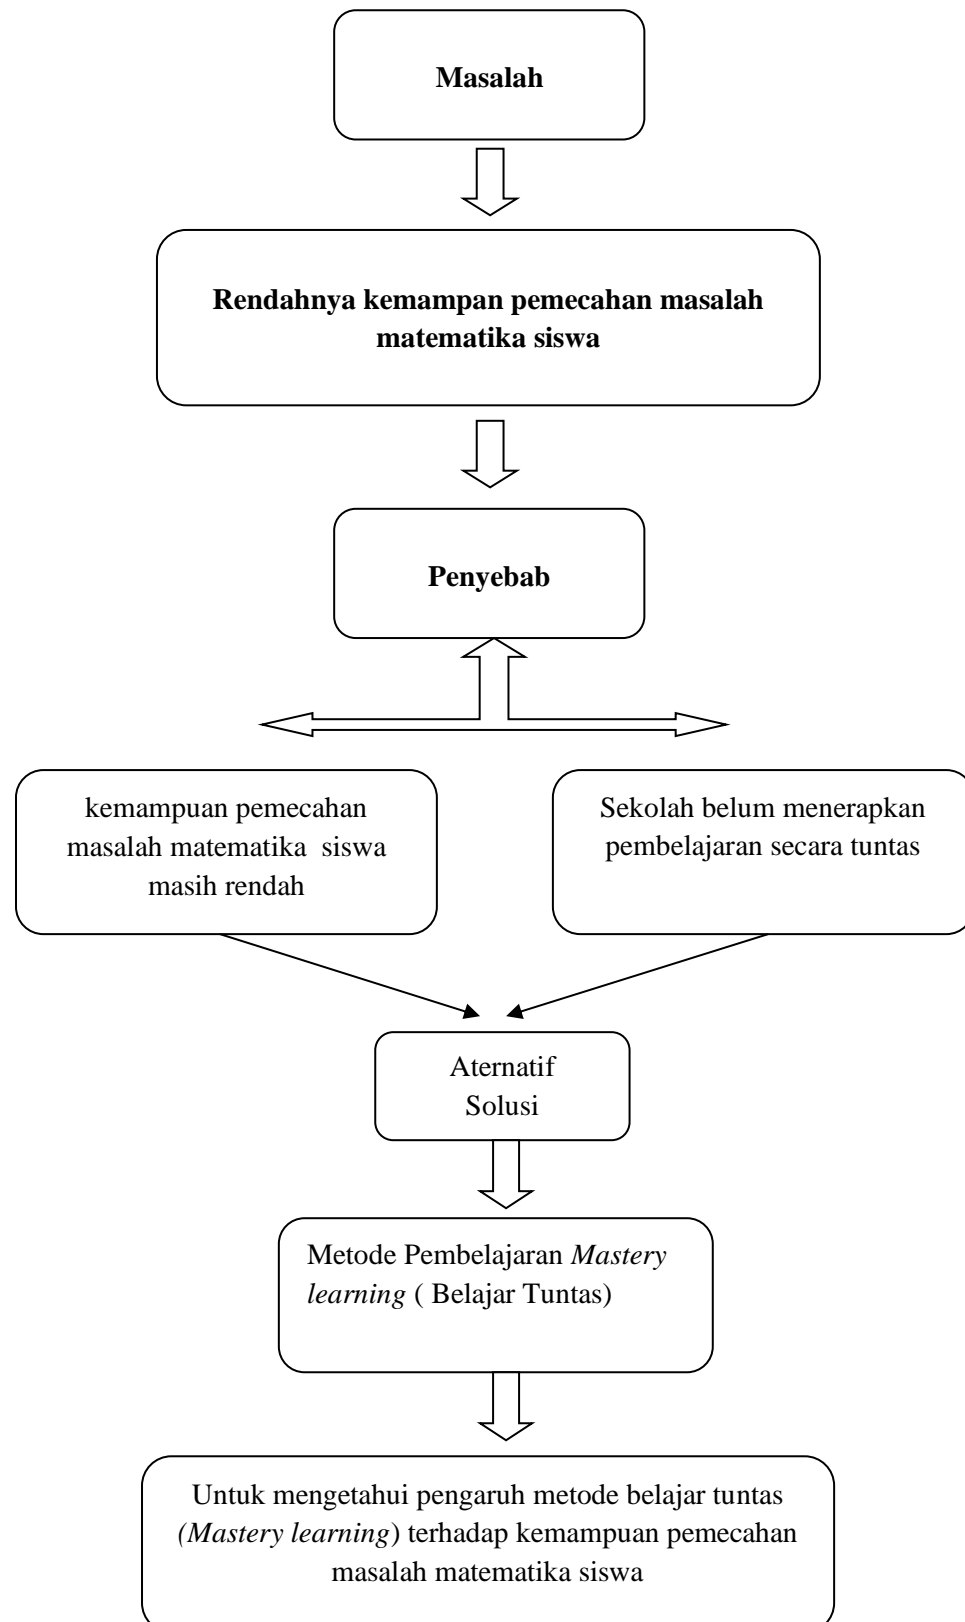 Masalah
Rendahnya kemampan pemecahan masalah
matematika siswa
Penyebab
kemampuan pemecahan
masalah matematika  siswa
masih rendah
Sekolah belum menerapkan
pembelajaran secara tuntas
Aternatif
Solusi
Metode Pembelajaran Mastery
learning ( Belajar Tuntas)
Untuk mengetahui pengaruh metode belajar tuntas
(Mastery learning) terhadap kemampuan pemecahan
masalah matematika siswa